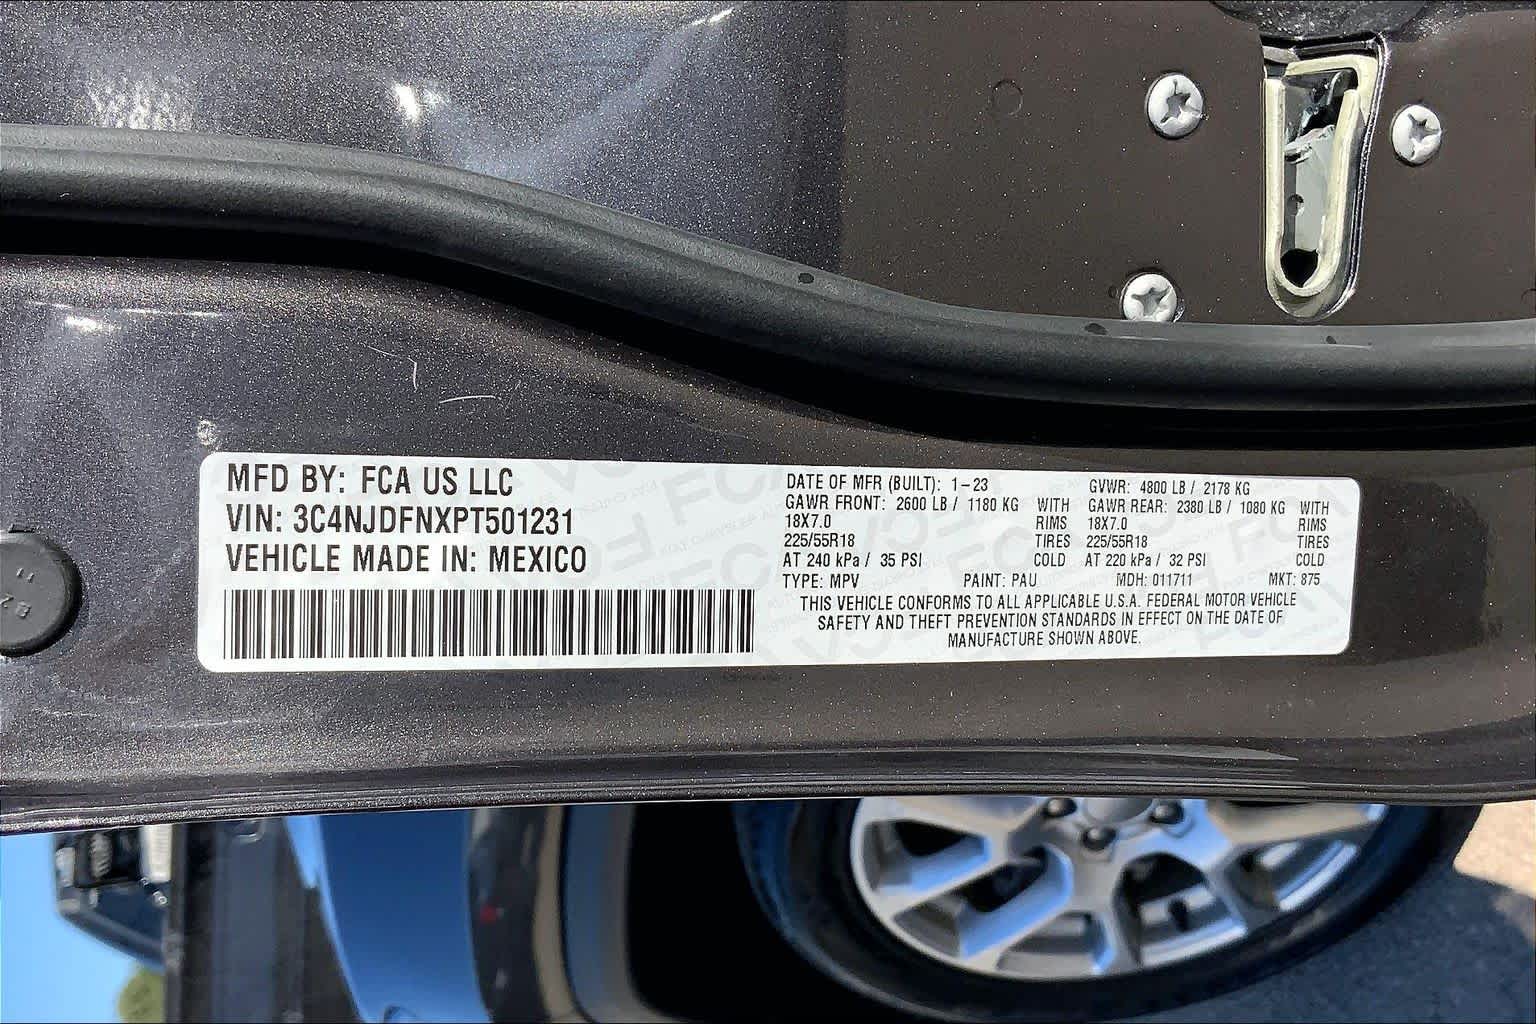 MFD BY: FCA US LLC
VIN: 3C4NJDFNXPT501231
VEHICLE MADE IN: MEXICO
DATE OF MFR (BUILT): 1-23 GVWR: 4800 LB / 2178 KG
GAWR FRONT: 2600 LB / 1180 KG WITH GAWR REAR: 2380 LB / 1080 KG WITH
18X7.0 RIMS 18X7.0 RIMS
225/55R18 TIRES 225/55R18 TIRES
AT 240 kPa / 35 PSI COLD AT 220 kPa / 32 PSI COLD
TYPE: MPV PAINT: PAU MDH: 011711 MKT: 875
THIS VEHICLE CONFORMS TO ALL APPLICABLE U.S.A. FEDERAL MOTOR VEHICLE
SAFETY AND THEFT PREVENTION STANDARDS IN EFFECT ON THE DATE OF
MANUFACTURE SHOWN ABOVE.